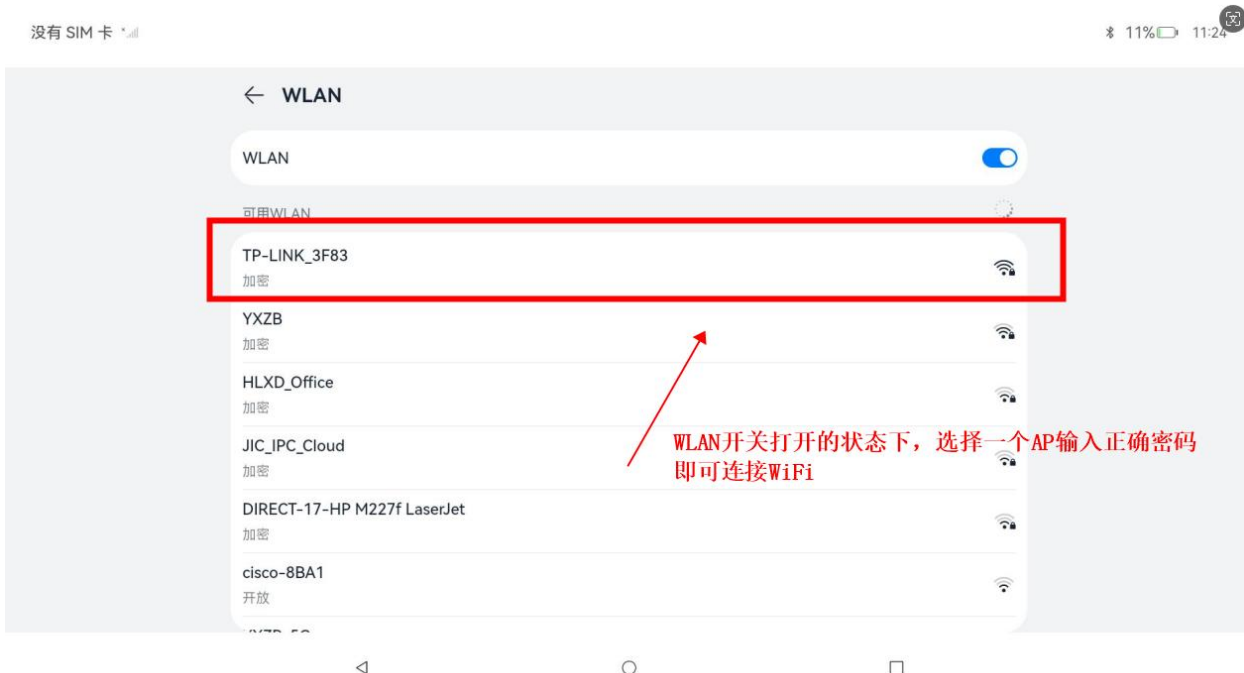 没有 SIM 卡
11%
11:24
WLAN
WLAN
可用WLAN
TP-LINK_3F83
加密
YXZB
加密
HLXD_Office
加密
JIC_IPC_Cloud
加密
WLAN开关打开的状态下，选择一个AP输入正确密码
即可连接WiFi
DIRECT-17-HP M227f LaserJet
加密
cisco-8BA1
开放